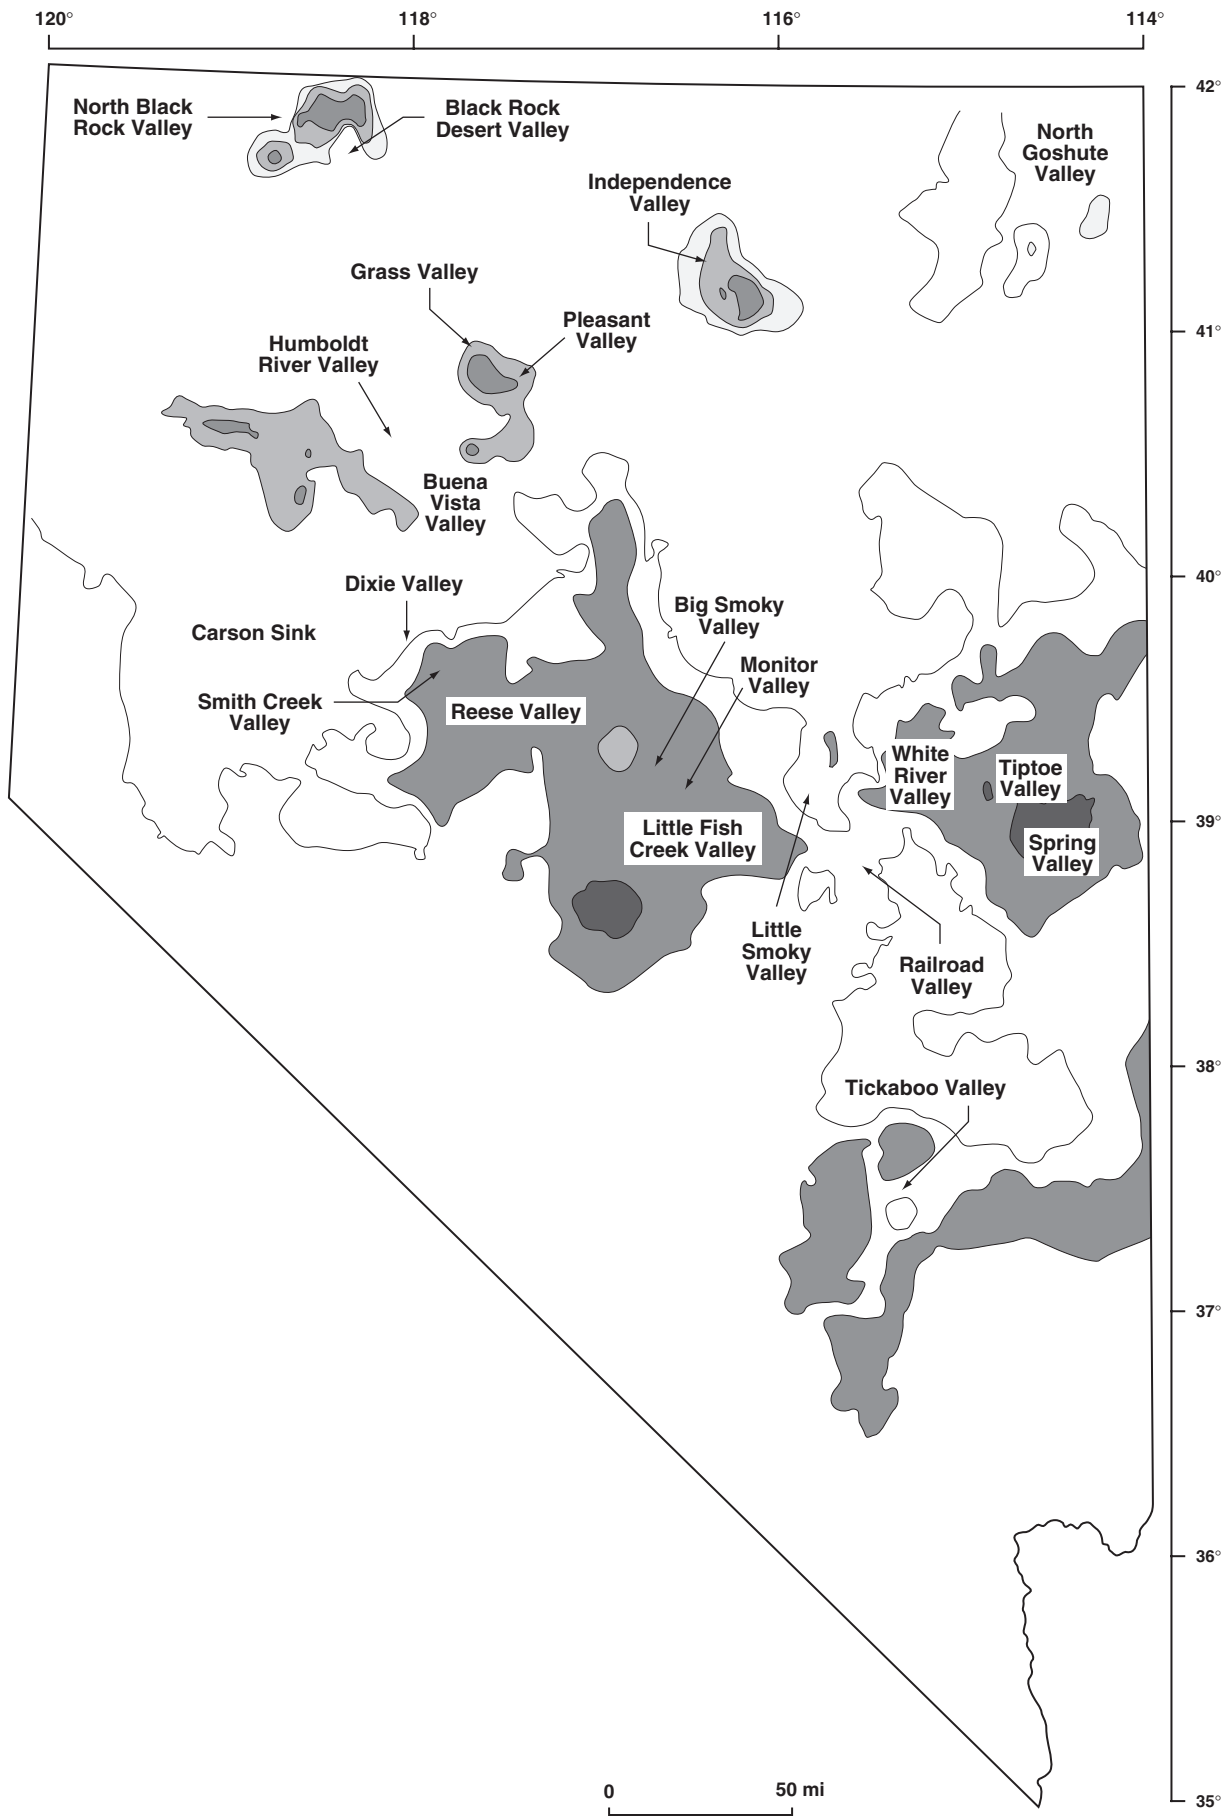 120°
118°
116°
114°
42°
North Black
Rock Valley
Black Rock
Desert Valley
North
Goshute
Valley
Independence
Valley
Grass Valley
Pleasant
Valley
41°
Humboldt
River Valley
Buena
Vista
Valley
40°
Dixie Valley
Carson Sink
Big Smoky
Valley
Monitor
Valley
Smith Creek
Valley
Reese Valley
White
River
Valley
Tiptoe
Valley
39°
Little Fish
Creek Valley
Spring
Valley
Little
Smoky
Valley
Railroad
Valley
38°
Tickaboo Valley
37°
36°
0
50 mi
35°